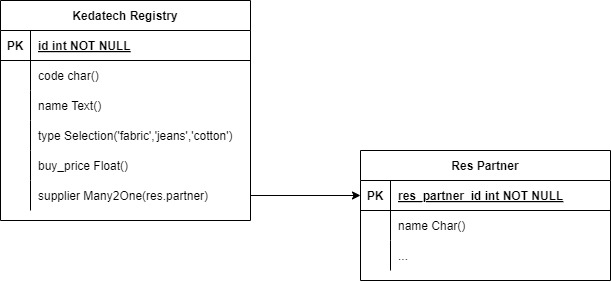 Kedatech Registry
PK id int NOT NULL
code char()
name Text()
type Selection('fabric','jeans','cotton')
buy_price Float()
supplier Many2One(res.partner)
Res Partner
PK res_partner_id int NOT NULL
name Char()
...